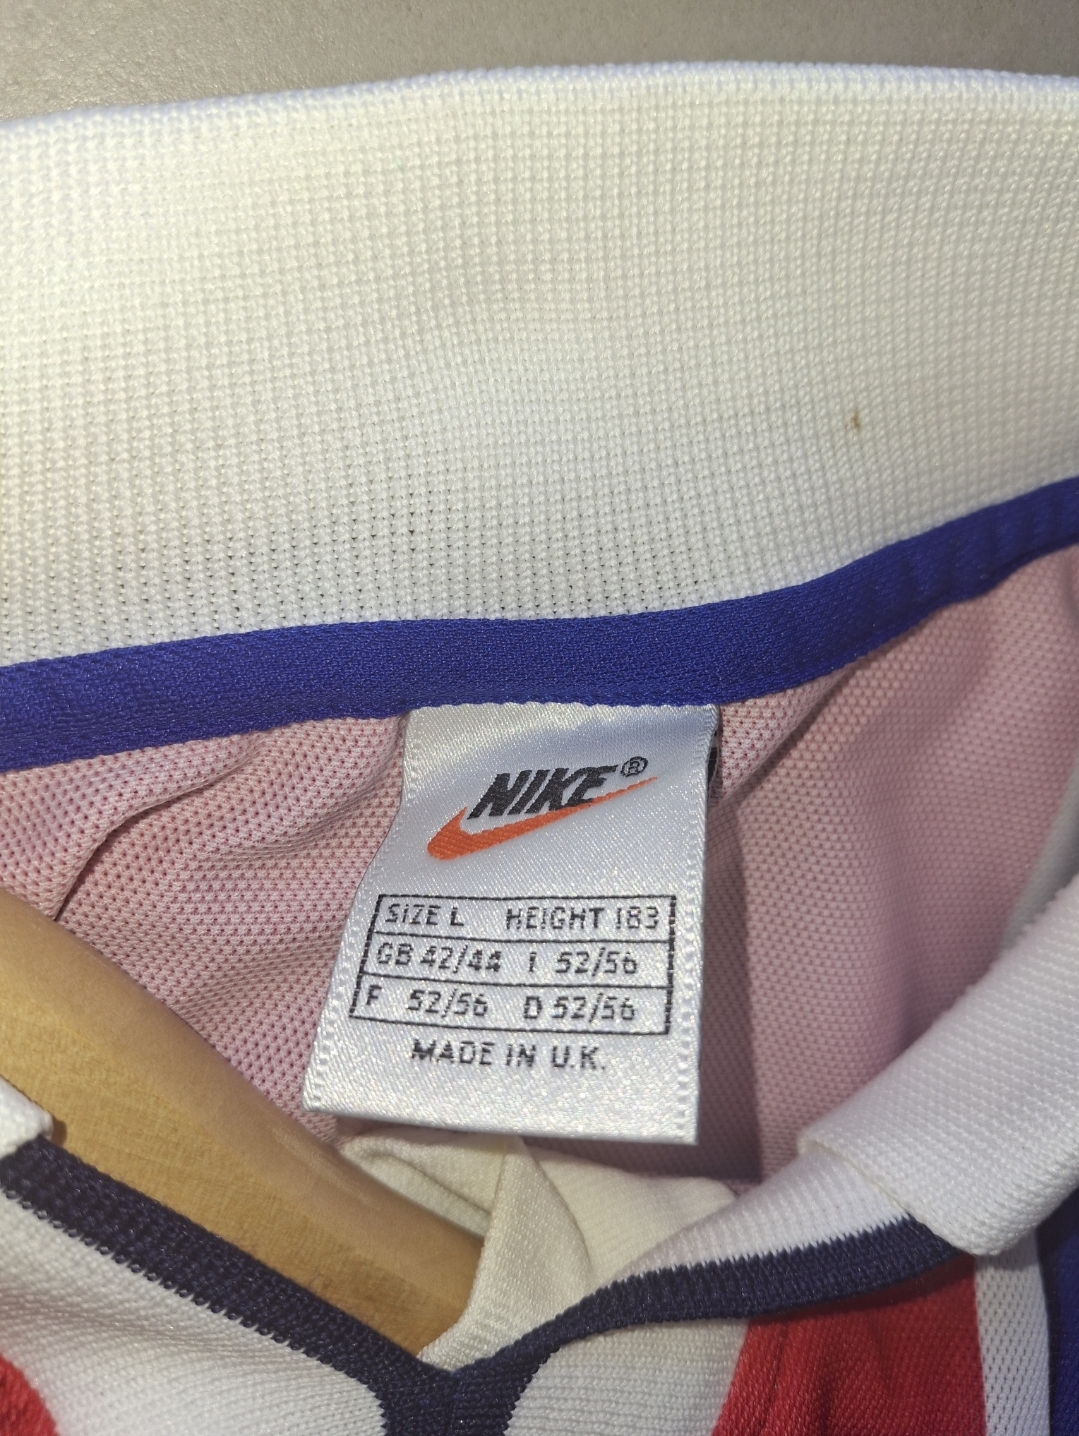 NIKE®
SIZE L HEIGHT 183
GB 42/44 I 52/56
F 52/56 D 52/56
MADE IN U.K.